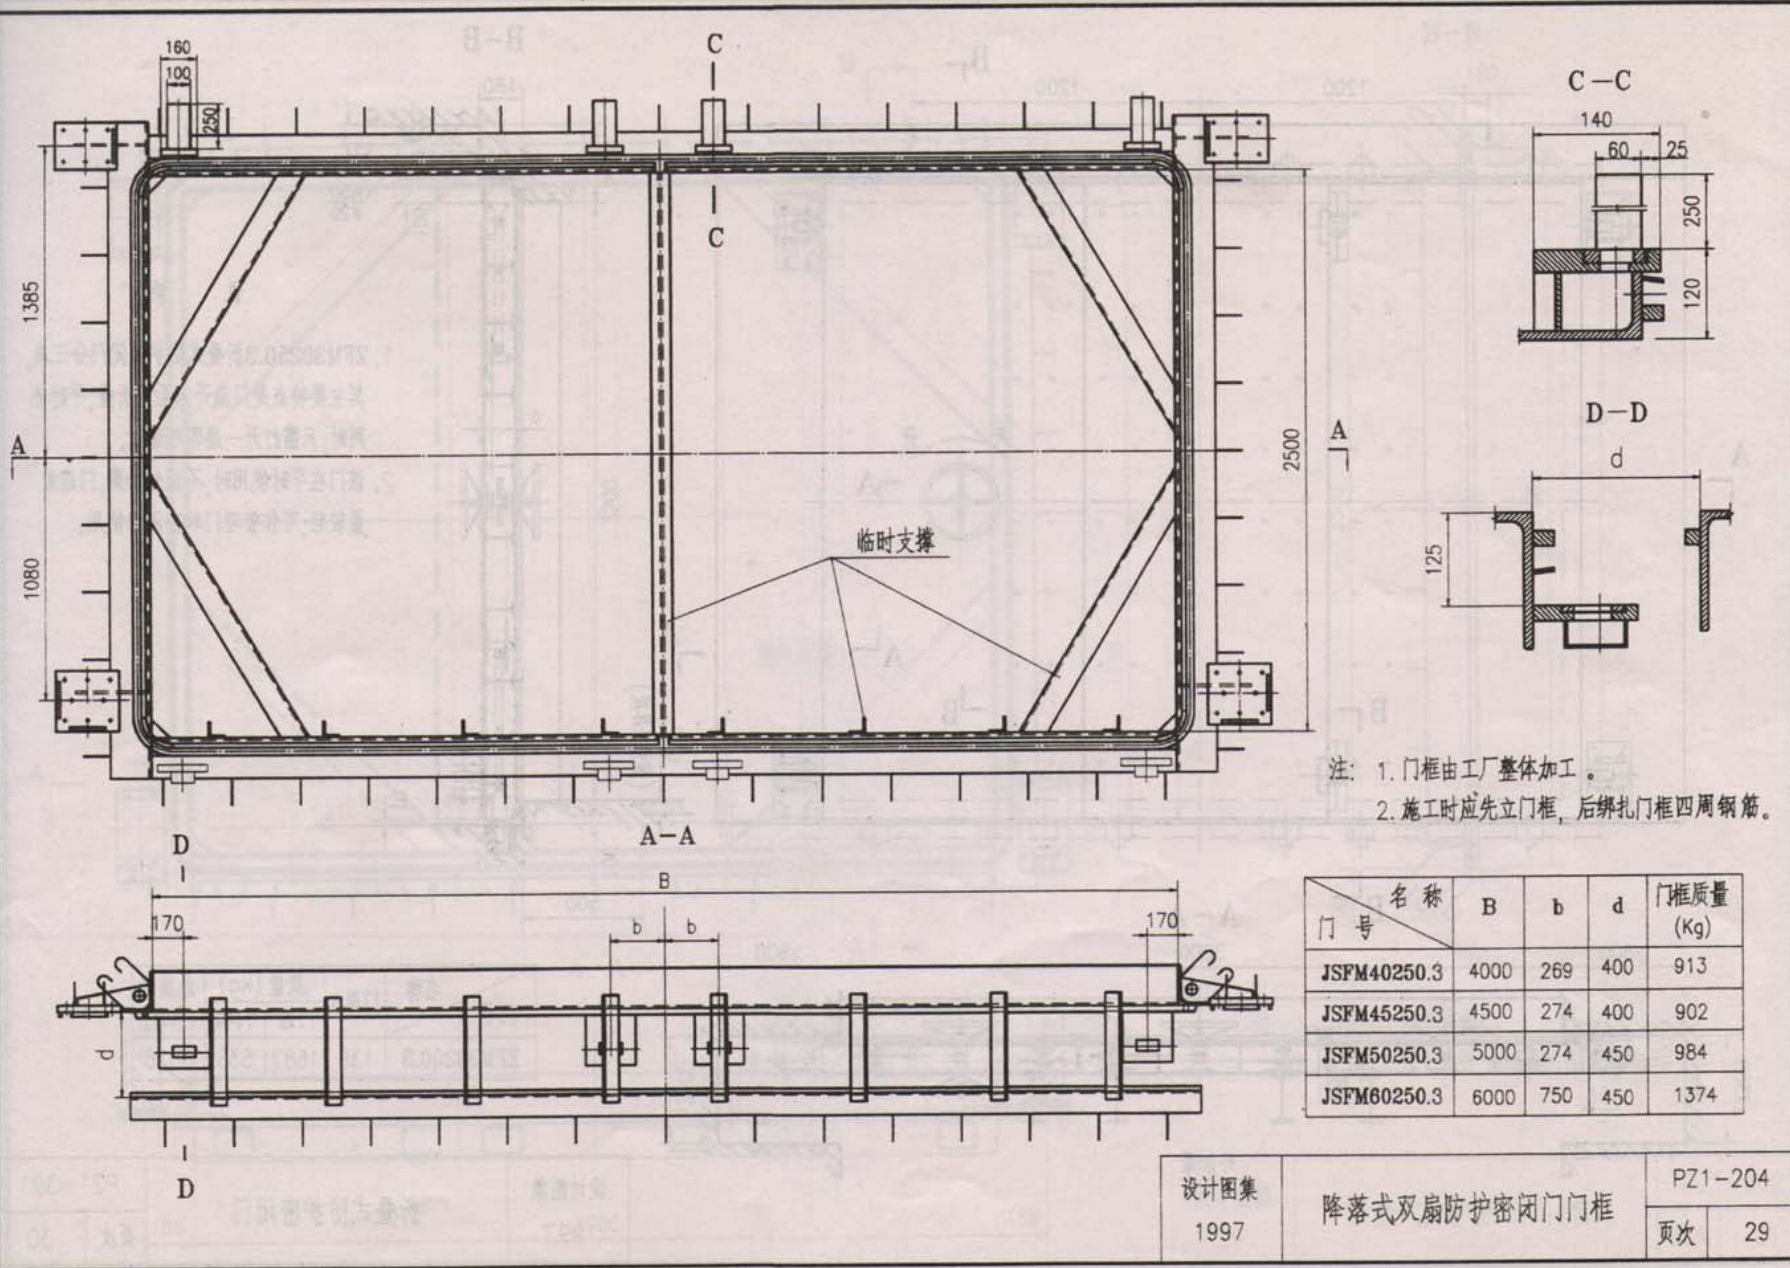 160
100
250
C
C
1385
1080
A
A
2500
临时支撑
C-C
140
60
25
250
120
D-D
d
125
注: 1. 门框由工厂整体加工。
2. 施工时应先立门框, 后绑扎门框四周钢筋。
D
A-A
B
170
b
b
170
d
D
名称
门号
B
b
d
门框质量
(Kg)
JSFM40250.3 4000 269 400 913
JSFM45250.3 4500 274 400 902
JSFM50250.3 5000 274 450 984
JSFM60250.3 6000 750 450 1374
设计图集
1997
降落式双扇防护密闭门门框
PZ1-204
页次 29